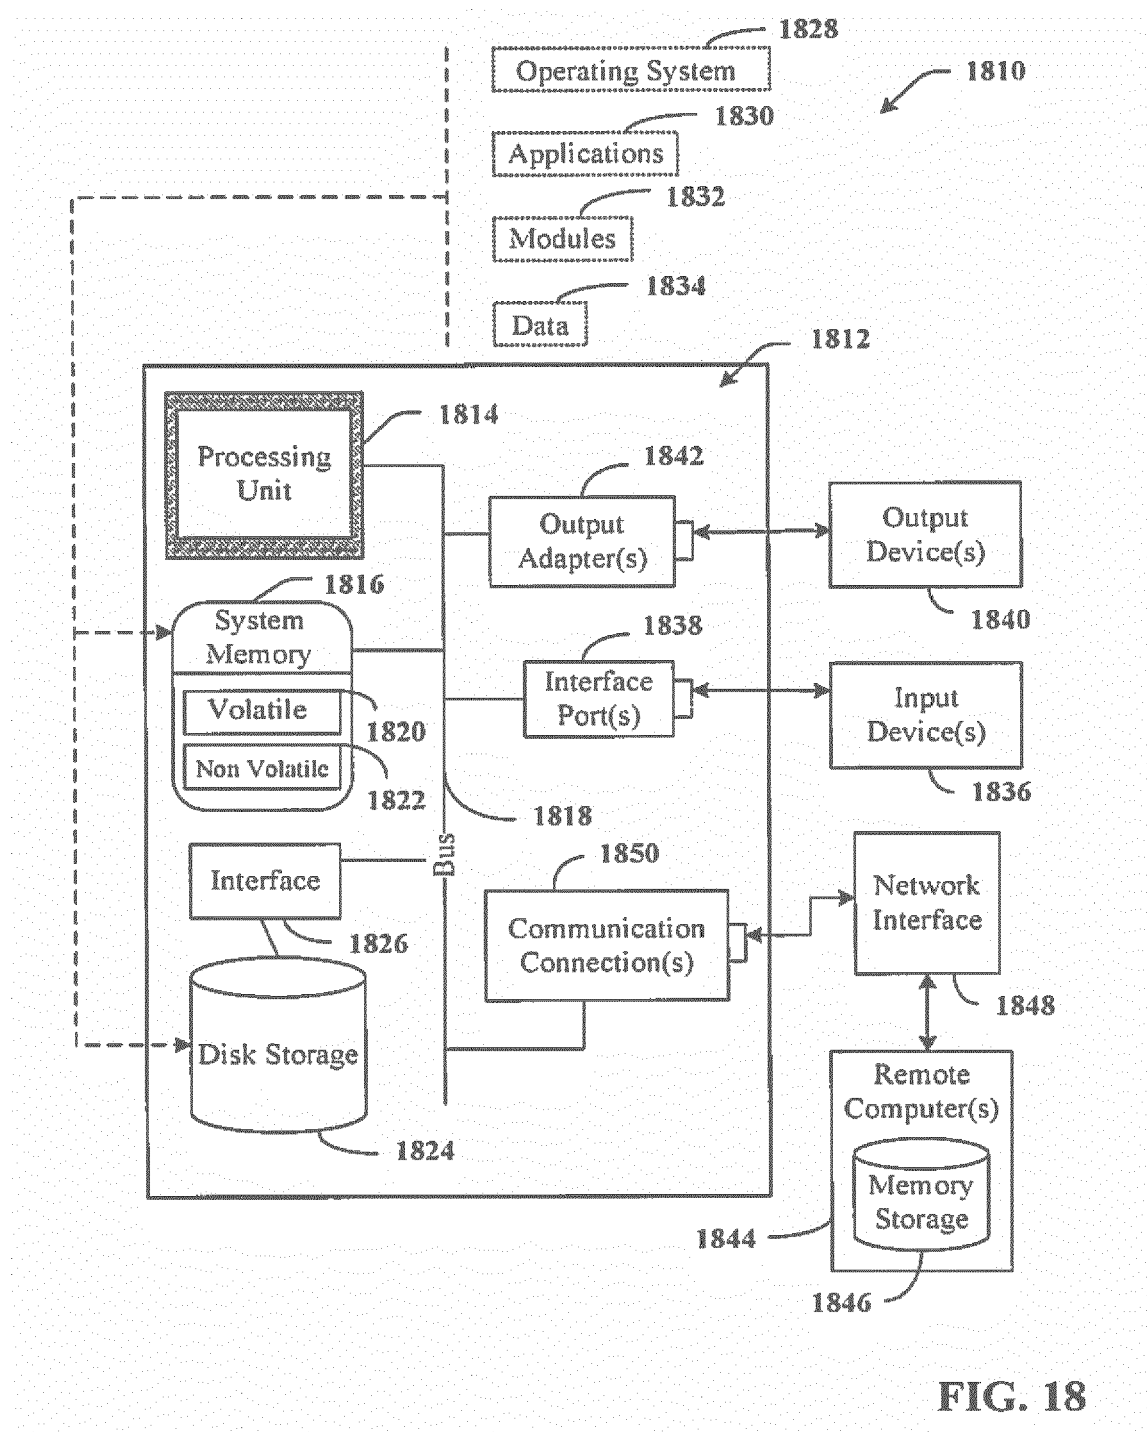 1828
Operating System
1810
1830
Applications
1832
Modules
1834
Data
1812
1814
Processing
Unit
1842
Output
Adapter(s)
Output
Device(s)
1840
1816
System
Memory
Volatile
1820
Non Volatile
1822
1838
Interface
Port(s)
Input
Device(s)
1836
1818
Bus
Interface
1826
1850
Communication
Connection(s)
Network
Interface
1848
Disk Storage
1824
Remote
Computer(s)
Memory
Storage
1844
1846
FIG. 18